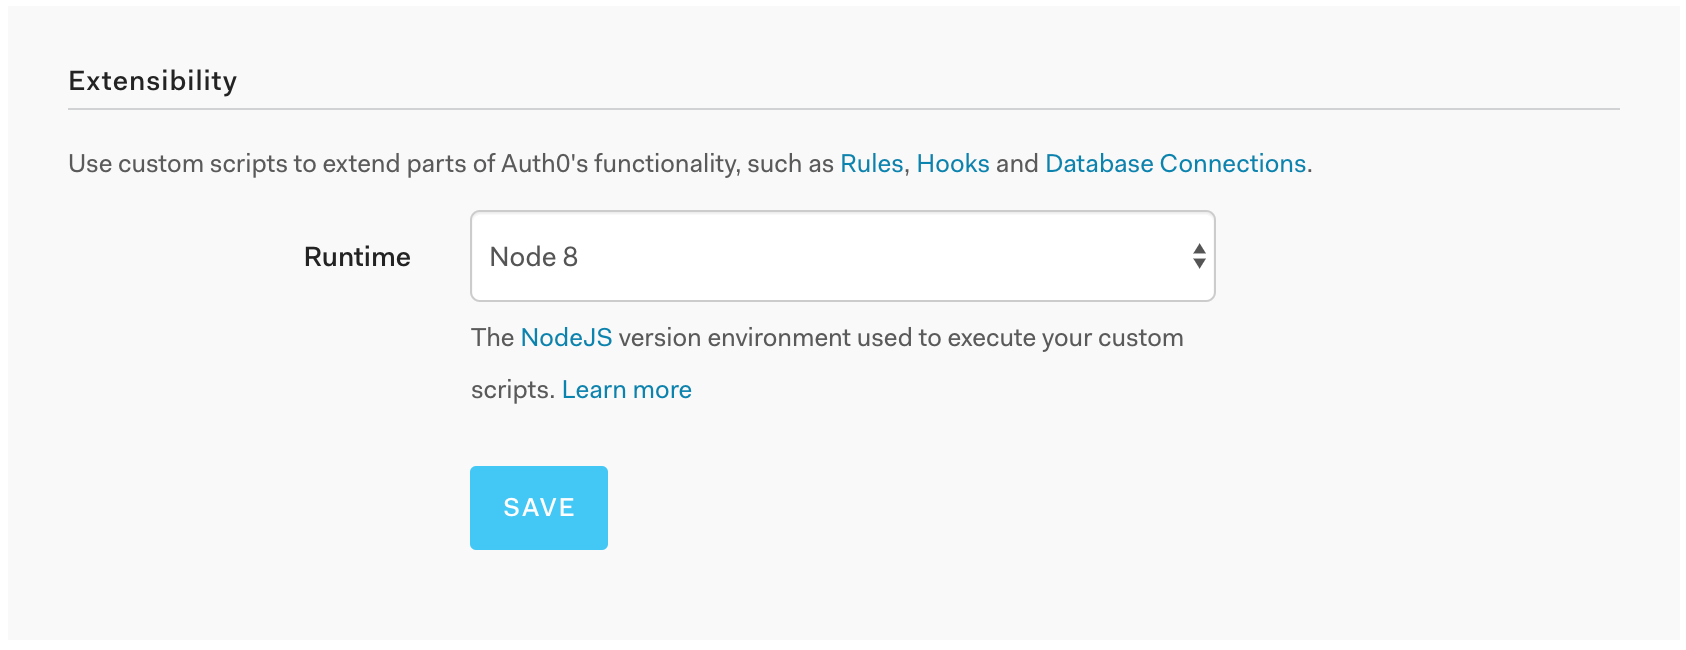 Extensibility
Use custom scripts to extend parts of Auth0's functionality, such as Rules, Hooks and Database Connections.
Runtime
Node 8
The NodeJS version environment used to execute your custom
scripts. Learn more
SAVE